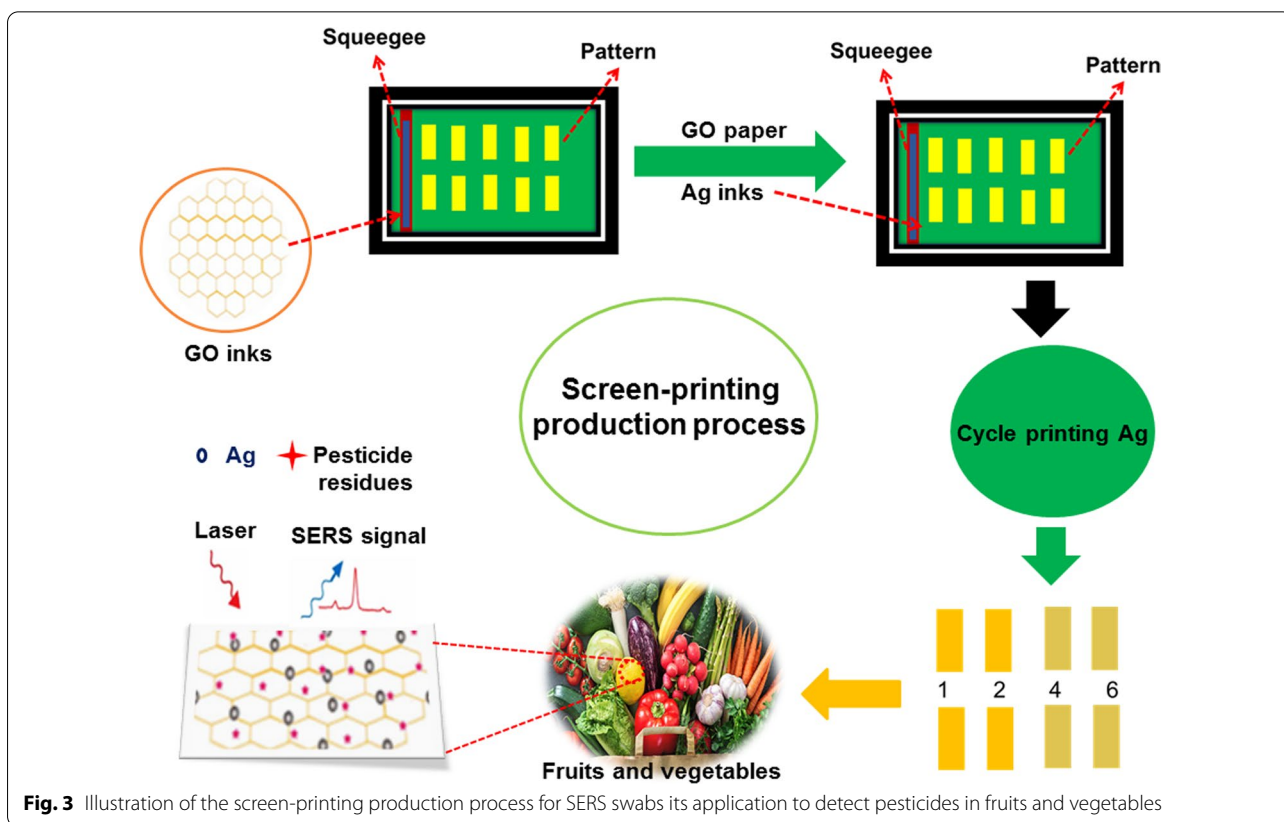 Squeegee
Pattern
GO inks
GO paper
Ag inks
Squeegee
Pattern
Screen-printing
production process
Cycle printing Ag
1 2 4 6
Ag Pesticide
residues
Laser
SERS signal
Fruits and vegetables
Fig. 3 Illustration of the screen-printing production process for SERS swabs its application to detect pesticides in fruits and vegetables